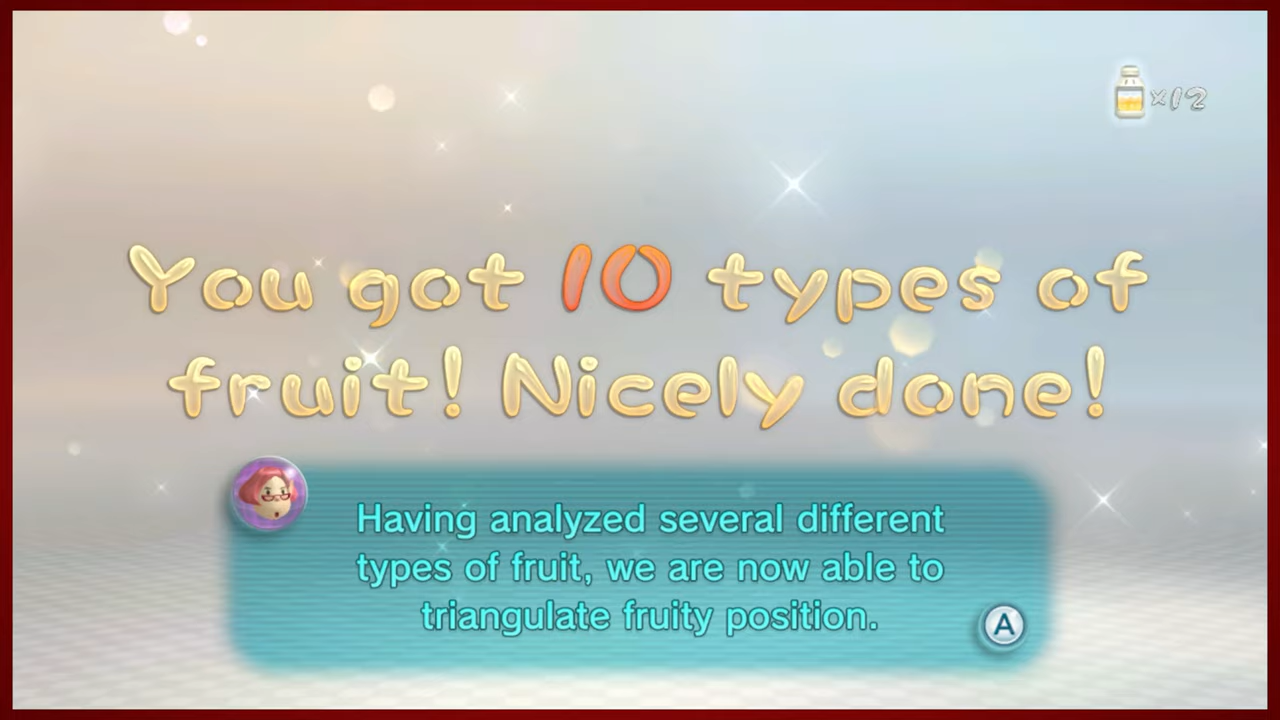 ×12
You got 10 types of
fruit! Nicely done!
Having analyzed several different
types of fruit, we are now able to
triangulate fruity position.
A